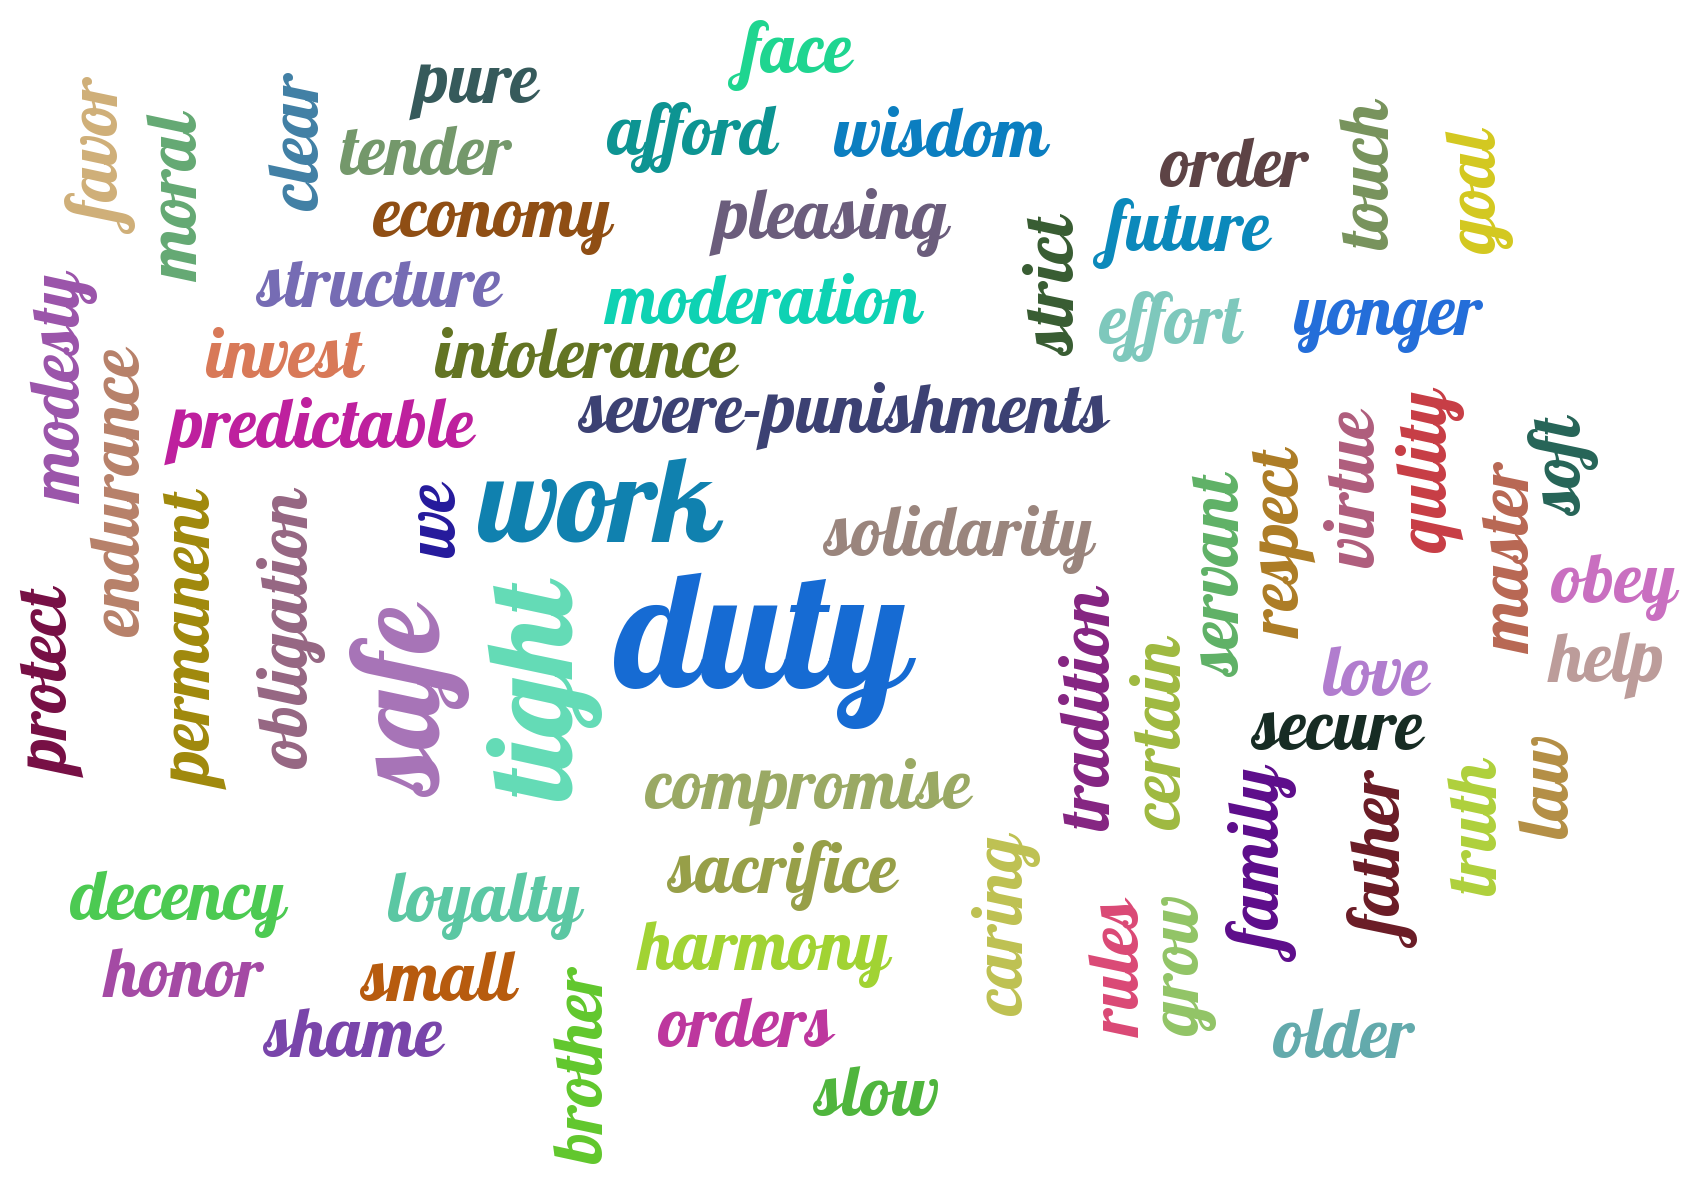 face
pure
favor
moral
clear
tender
afford
wisdom
order
touch
goal
economy
pleasing
strict
future
structure
moderation
effort
yonger
modesty
invest
intolerance
endurance
predictable
severe-punishments
virtue
quility
soft
respect
servant
master
permanent
obligation
we
work
solidarity
obey
protect
safe
tight
duty
tradition
certain
love
help
secure
compromise
family
father
truth
law
sacrifice
caring
decency
loyalty
harmony
rules
grow
honor
small
brother
orders
shame
older
slow